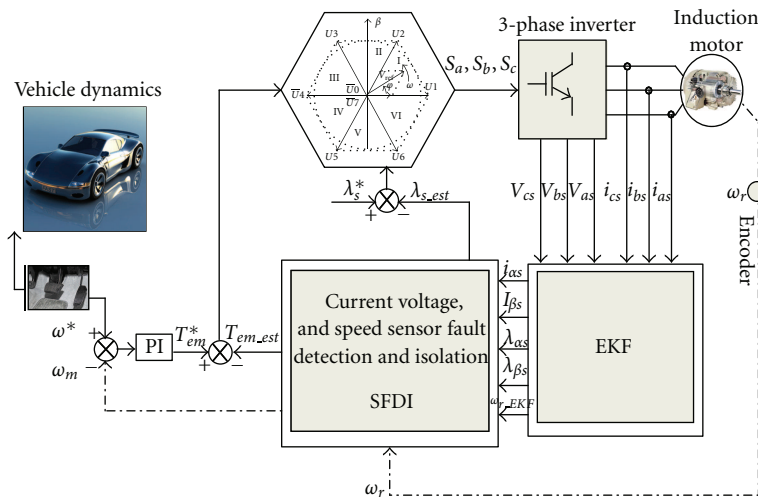 3-phase inverter
Induction
motor
Vehicle dynamics
β
U3
U2
II
I
III
U4
U0
U7
U1
ω
IV
VI
V
U5
U6
S_a, S_b, S_c
λ_s*
+
−
λ_s_est
V_cs V_bs V_as i_cs i_bs i_as
ω_r
Encoder
ω*
+
ω_m
−
PI
T*_em
+
−
T_em_est
Current voltage,
and speed sensor fault
detection and isolation
SFDI
i_αs
I_βs
λ_αs
λ_βs
ω_r_EKF
EKF
ω_r